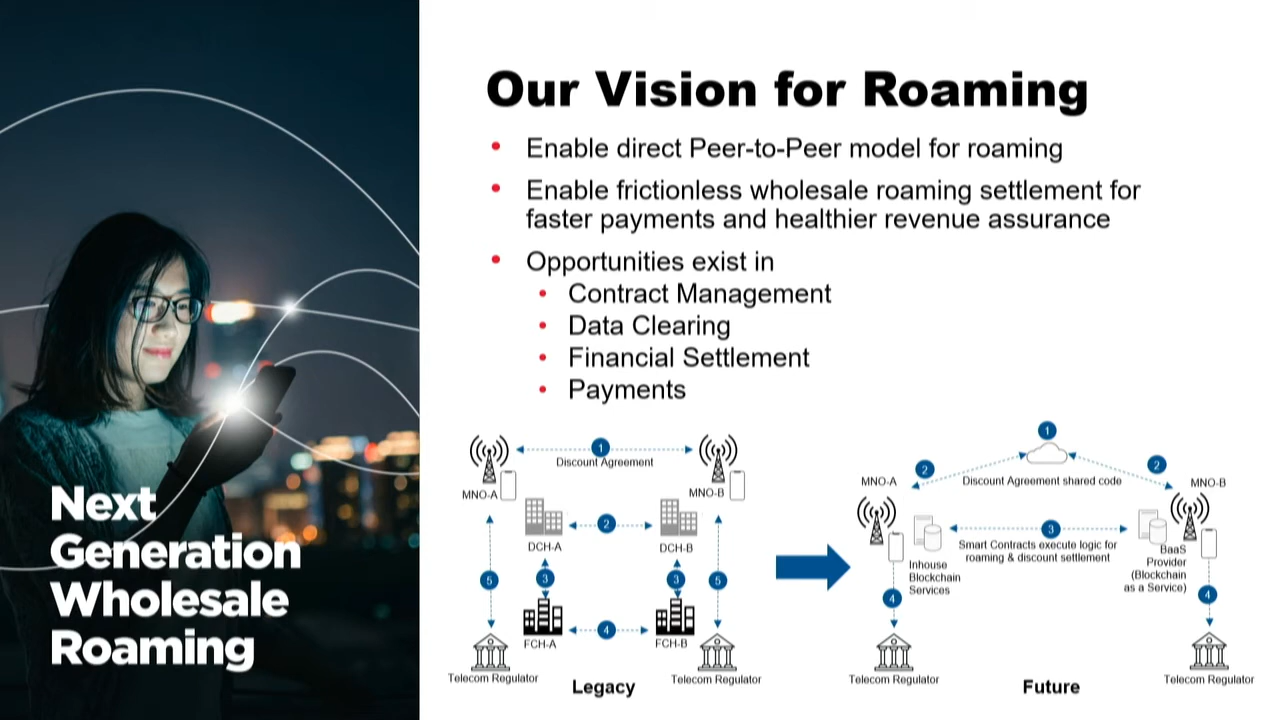 Next
Generation
Wholesale
Roaming
Our Vision for Roaming
• Enable direct Peer-to-Peer model for roaming
• Enable frictionless wholesale roaming settlement for
faster payments and healthier revenue assurance
• Opportunities exist in
• Contract Management
• Data Clearing
• Financial Settlement
• Payments
1
Discount Agreement
MNO-A
MNO-B
2
DCH-A
DCH-B
5
3
3
5
4
FCH-A
FCH-B
Telecom Regulator
Telecom Regulator
Legacy
1
2
2
MNO-A
Discount Agreement shared code
MNO-B
3
Smart Contracts execute logic for
roaming & discount settlement
Inhouse
Blockchain
Services
BaaS
Provider
(Blockchain
as a Service)
4
4
Telecom Regulator
Telecom Regulator
Future